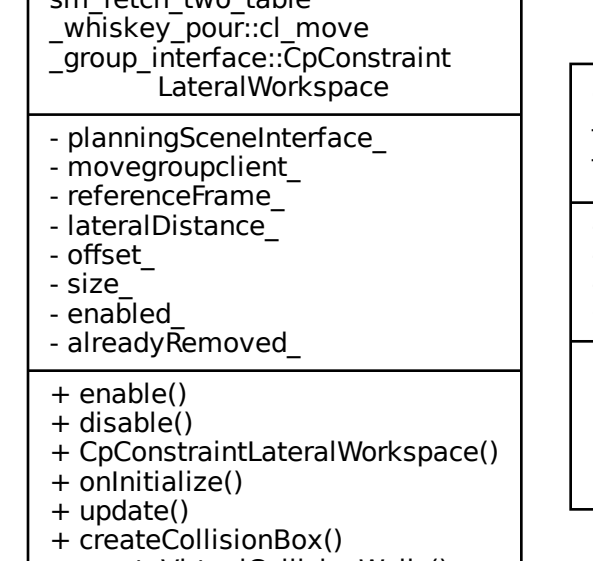 sm_fetch_two_table
_whiskey_pour::cl_move
_group_interface::CpConstraint
LateralWorkspace
- planningSceneInterface_
- movegroupclient_
- referenceFrame_
- lateralDistance_
- offset_
- size_
- enabled_
- alreadyRemoved_
+ enable()
+ disable()
+ CpConstraintLateralWorkspace()
+ onInitialize()
+ update()
+ createCollisionBox()